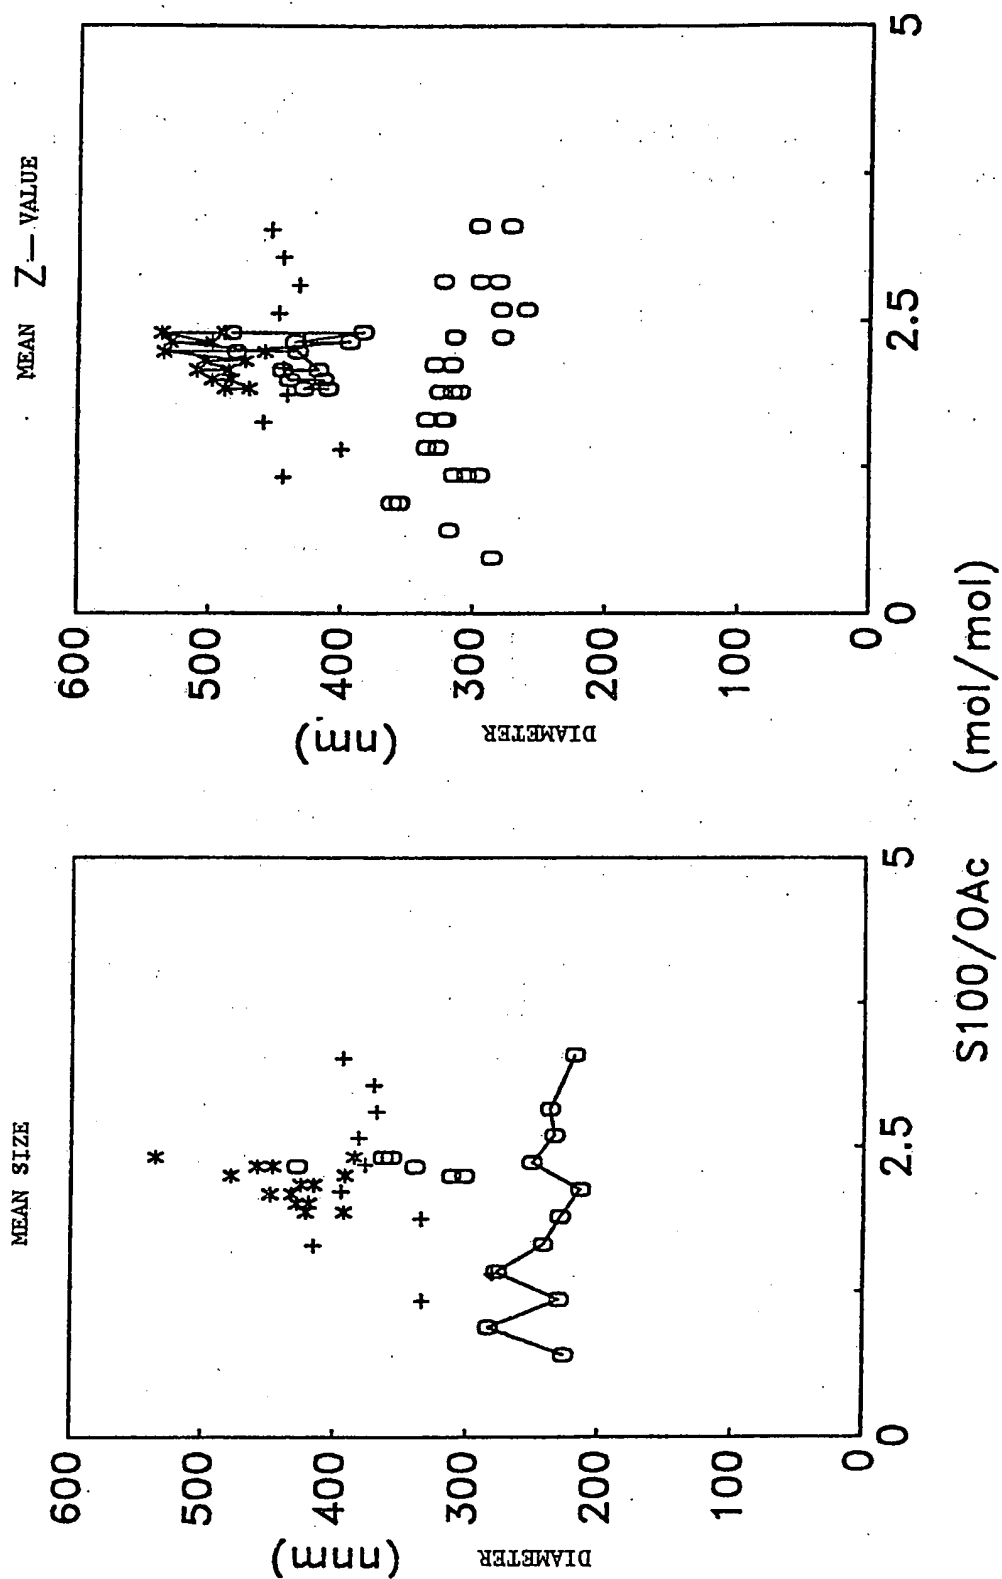 MEAN SIZE
600
500
400
300
200
100
0
DIAMETER
(nm)
0
2.5
5
MEAN Z— VALUE
600
500
400
300
200
100
0
DIAMETER
(nm)
0
2.5
5
S100/OAc (mol/mol)